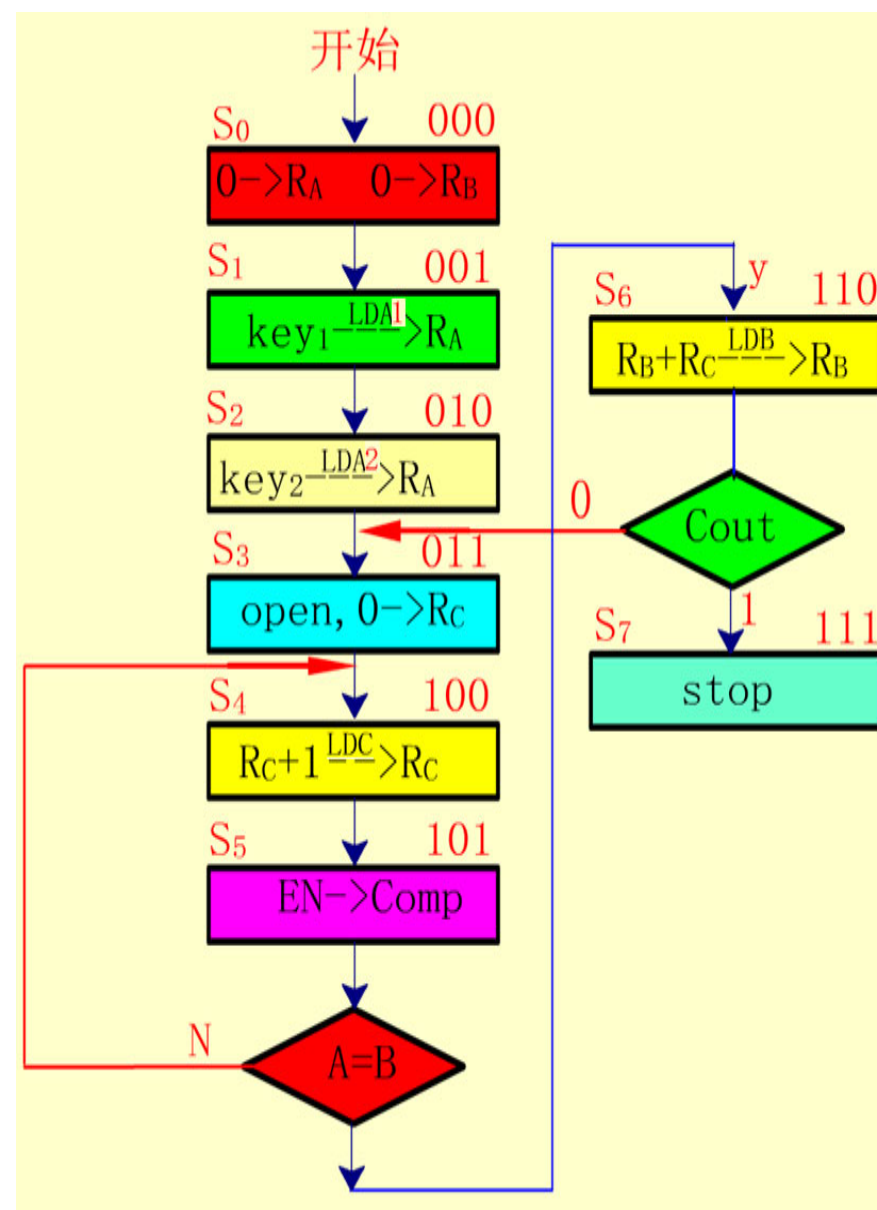 开始
S0 000
0->RA 0->RB
S1 001
key1 LDA1 ->RA
S2 010
key2 LDA2 ->RA
S3 011
open, 0->RC
S4 100
RC+1 LDC ->RC
S5 101
EN->Comp
A=B
N
y
S6 110
RB+RC LDB ->RB
Cout
0
1
S7 111
stop